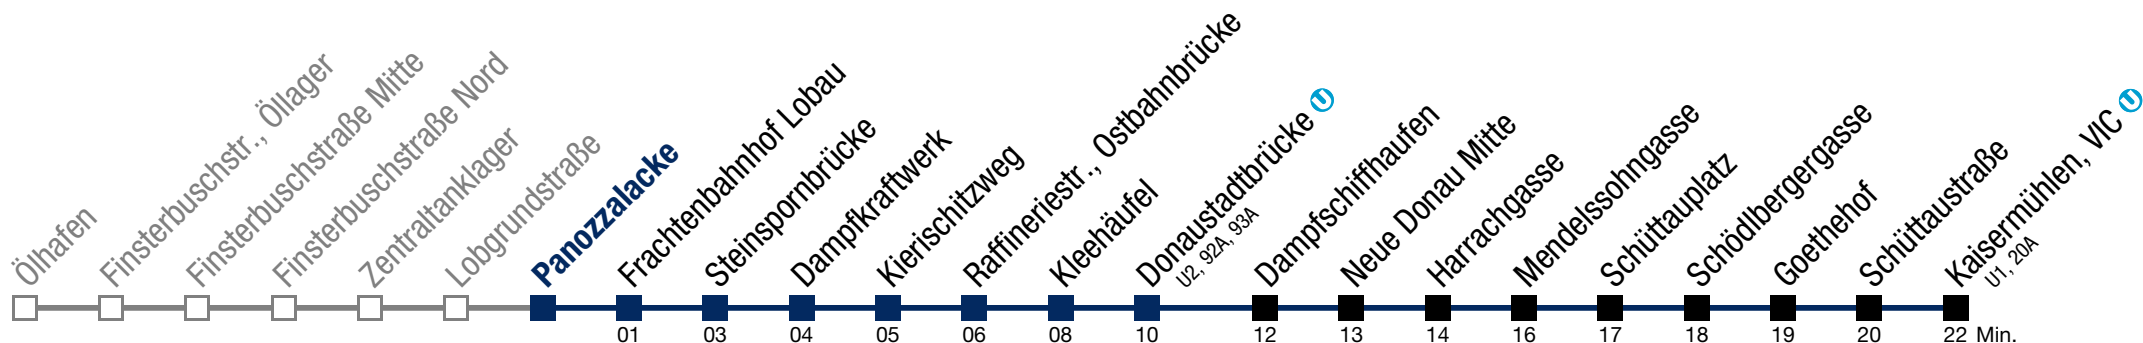 Ölhafen
Finsterbuschstr., Öllager
Finsterbuschstraße Mitte
Finsterbuschstraße Nord
Zentraltanklager
Lobgrundstraße
Panozzalacke
Frachtenbahnhof Lobau
Steinspornbrücke
Dampfkraftwerk
Kierischitzweg
Raffineriestr., Ostbahnbrücke
Kleehäufel
Donaustadtbrücke U
U2, 92A, 93A
Dampfschiffhaufen
Neue Donau Mitte
Harrachgasse
Mendelssohngasse
Schüttauplatz
Schödlbergergasse
Goethehof
Schüttaustraße
Kaisermühlen, VIC U
U1, 20A
01 03 04 05 06 08 10 12 13 14 16 17 18 19 20 22 Min.